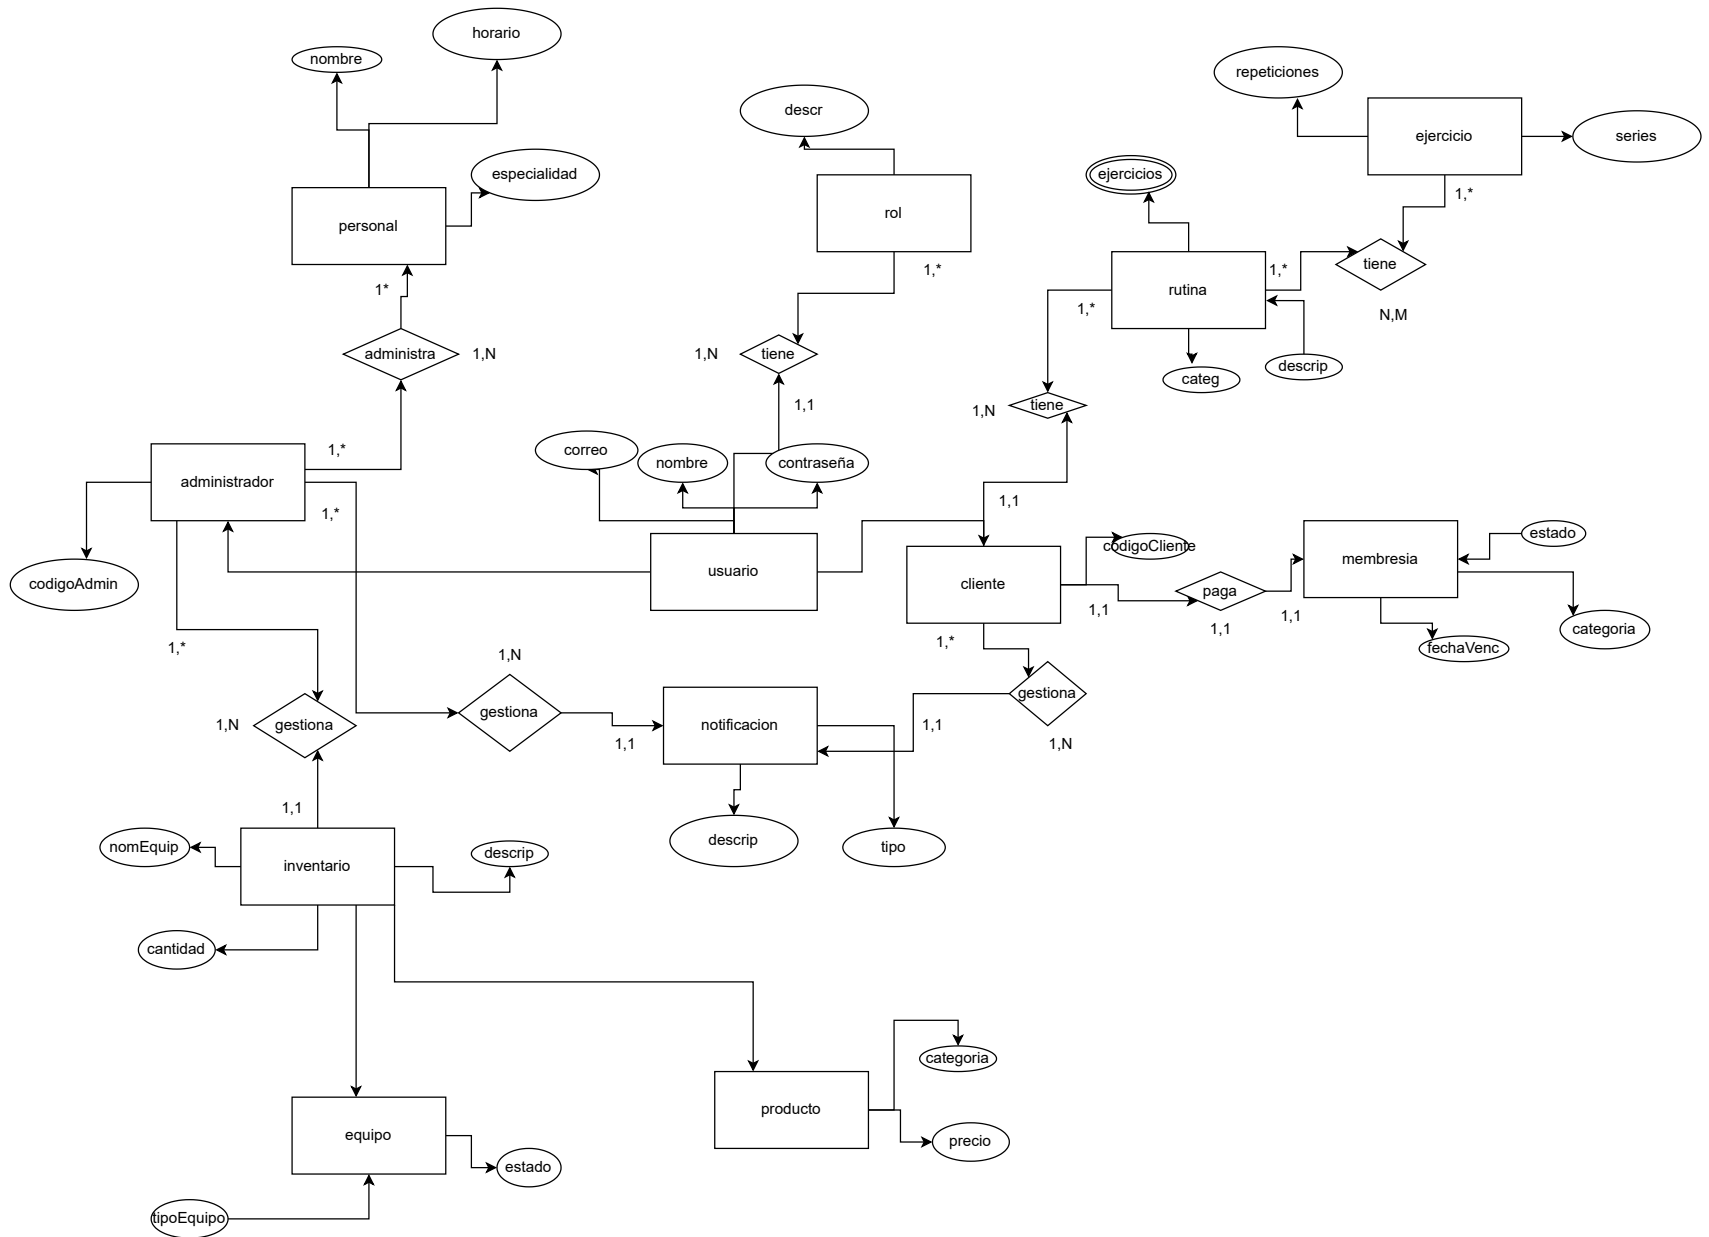 horario
nombre
repeticiones
descr
ejercicio
series
ejercicios
especialidad
1,*
rol
personal
tiene
1,*
1,*
rutina
1*
1,*
N,M
administra
1,N
1,N
tiene
descrip
categ
1,1
tiene
1,N
1,*
correo
nombre
contraseña
administrador
1,1
1,*
estado
codigoCliente
membresia
usuario
cliente
codigoAdmin
paga
1,1
1,1
1,1
categoria
1,*
1,*
fechaVenc
1,N
gestiona
gestiona
1,N
gestiona
notificacion
1,1
1,1
1,N
1,1
descrip
tipo
nomEquip
descrip
inventario
cantidad
categoria
producto
equipo
precio
estado
tipoEquipo